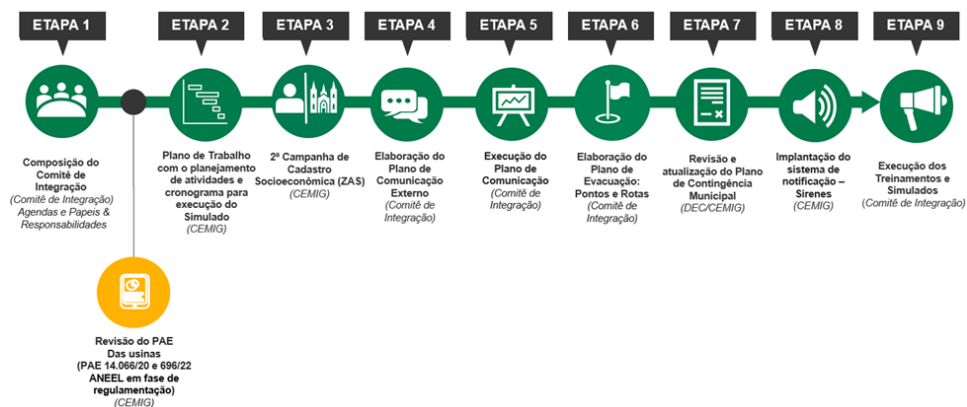 ETAPA 1
ETAPA 2
ETAPA 3
ETAPA 4
ETAPA 5
ETAPA 6
ETAPA 7
ETAPA 8
ETAPA 9
Composição do
Comitê de
Integração
(Comitê de Integração)
Agendas e Papeis &
Responsabilidades
Plano de Trabalho
com o planejamento
de atividades e
cronograma para
execução do
Simulado
(CEMIG)
2ª Campanha de
Cadastro
Socioeconômica (ZAS)
(CEMIG)
Elaboração do
Plano de
Comunicação
Externo
(Comitê de
Integração)
Execução do
Plano de
Comunicação
(Comitê de
Integração)
Elaboração do
Plano de
Evacuação:
Pontos e Rotas
(Comitê de
Integração)
Revisão e
atualização do Plano
de Contingência
Municipal
(DEC/CEMIG)
Implantação do
sistema de
notificação –
Sirenes
(CEMIG)
Execução dos
Treinamentos e
Simulados
(Comitê de Integração)
Revisão do PAE
Das usinas
(PAE 14.066/20 e 696/22
ANEEL em fase de
regulamentação)
(CEMIG)